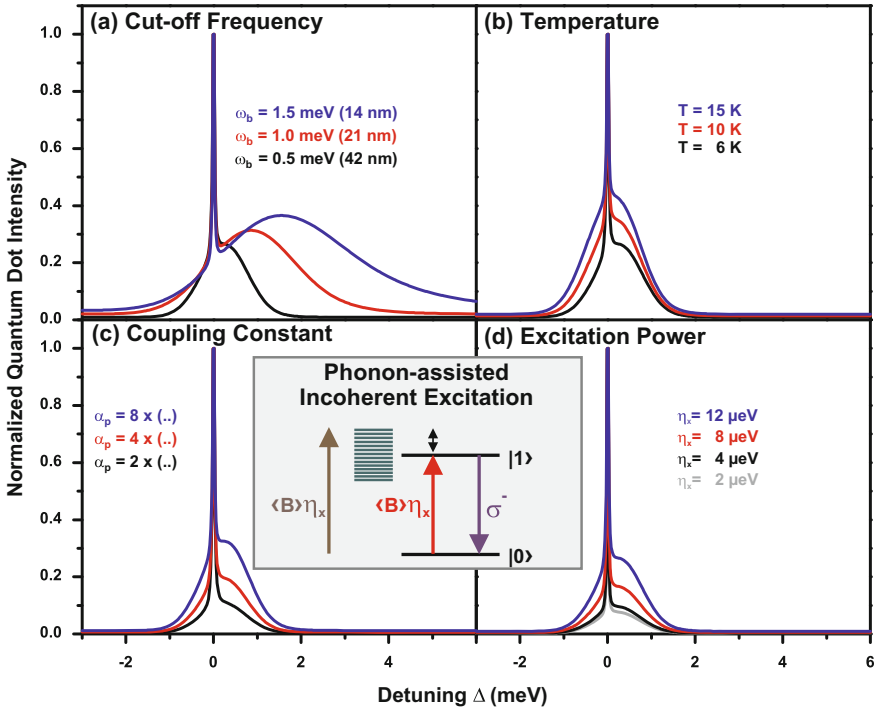 (a) Cut-off Frequency
ω_b = 1.5 meV (14 nm)
ω_b = 1.0 meV (21 nm)
ω_b = 0.5 meV (42 nm)
1.0
0.8
0.6
0.4
0.2
0.0
(b) Temperature
T = 15 K
T = 10 K
T = 6 K
Normalized Quantum Dot Intensity
(c) Coupling Constant
α_p = 8 x (..)
α_p = 4 x (..)
α_p = 2 x (..)
1.0
0.8
0.6
0.4
0.2
0.0
-2 0 2 4
Phonon-assisted
Incoherent Excitation
|1⟩
⟨B⟩η_x
⟨B⟩η_x
σ⁻
|0⟩
(d) Excitation Power
η_x= 12 µeV
η_x= 8 µeV
η_x= 4 µeV
η_x= 2 µeV
-2 0 2 4 6
Detuning Δ (meV)